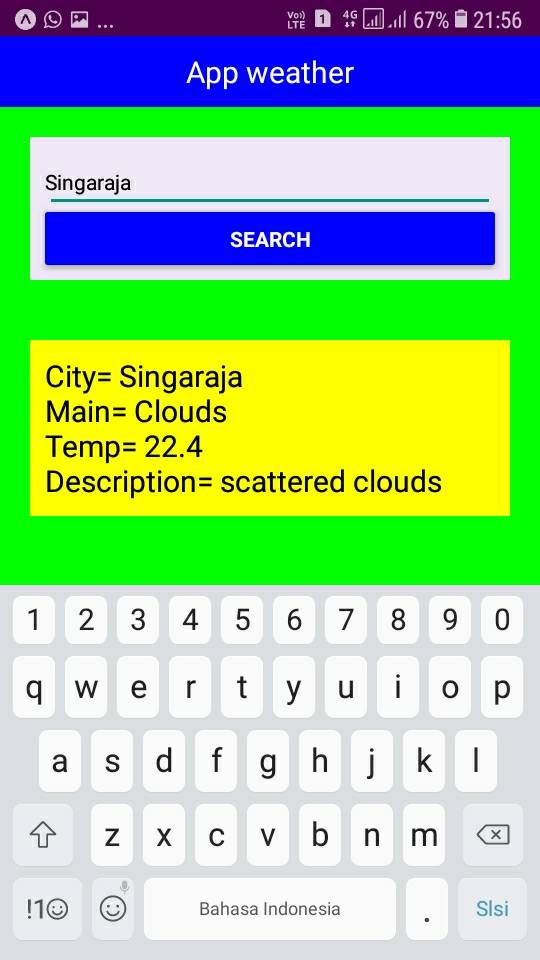 ... Vo)) LTE 1 4G 67% 21:56
App weather
Singaraja
SEARCH
City= Singaraja
Main= Clouds
Temp= 22.4
Description= scattered clouds
1 2 3 4 5 6 7 8 9 0
q w e r t y u i o p
a s d f g h j k l
z x c v b n m
!1☺ Bahasa Indonesia . Slsi